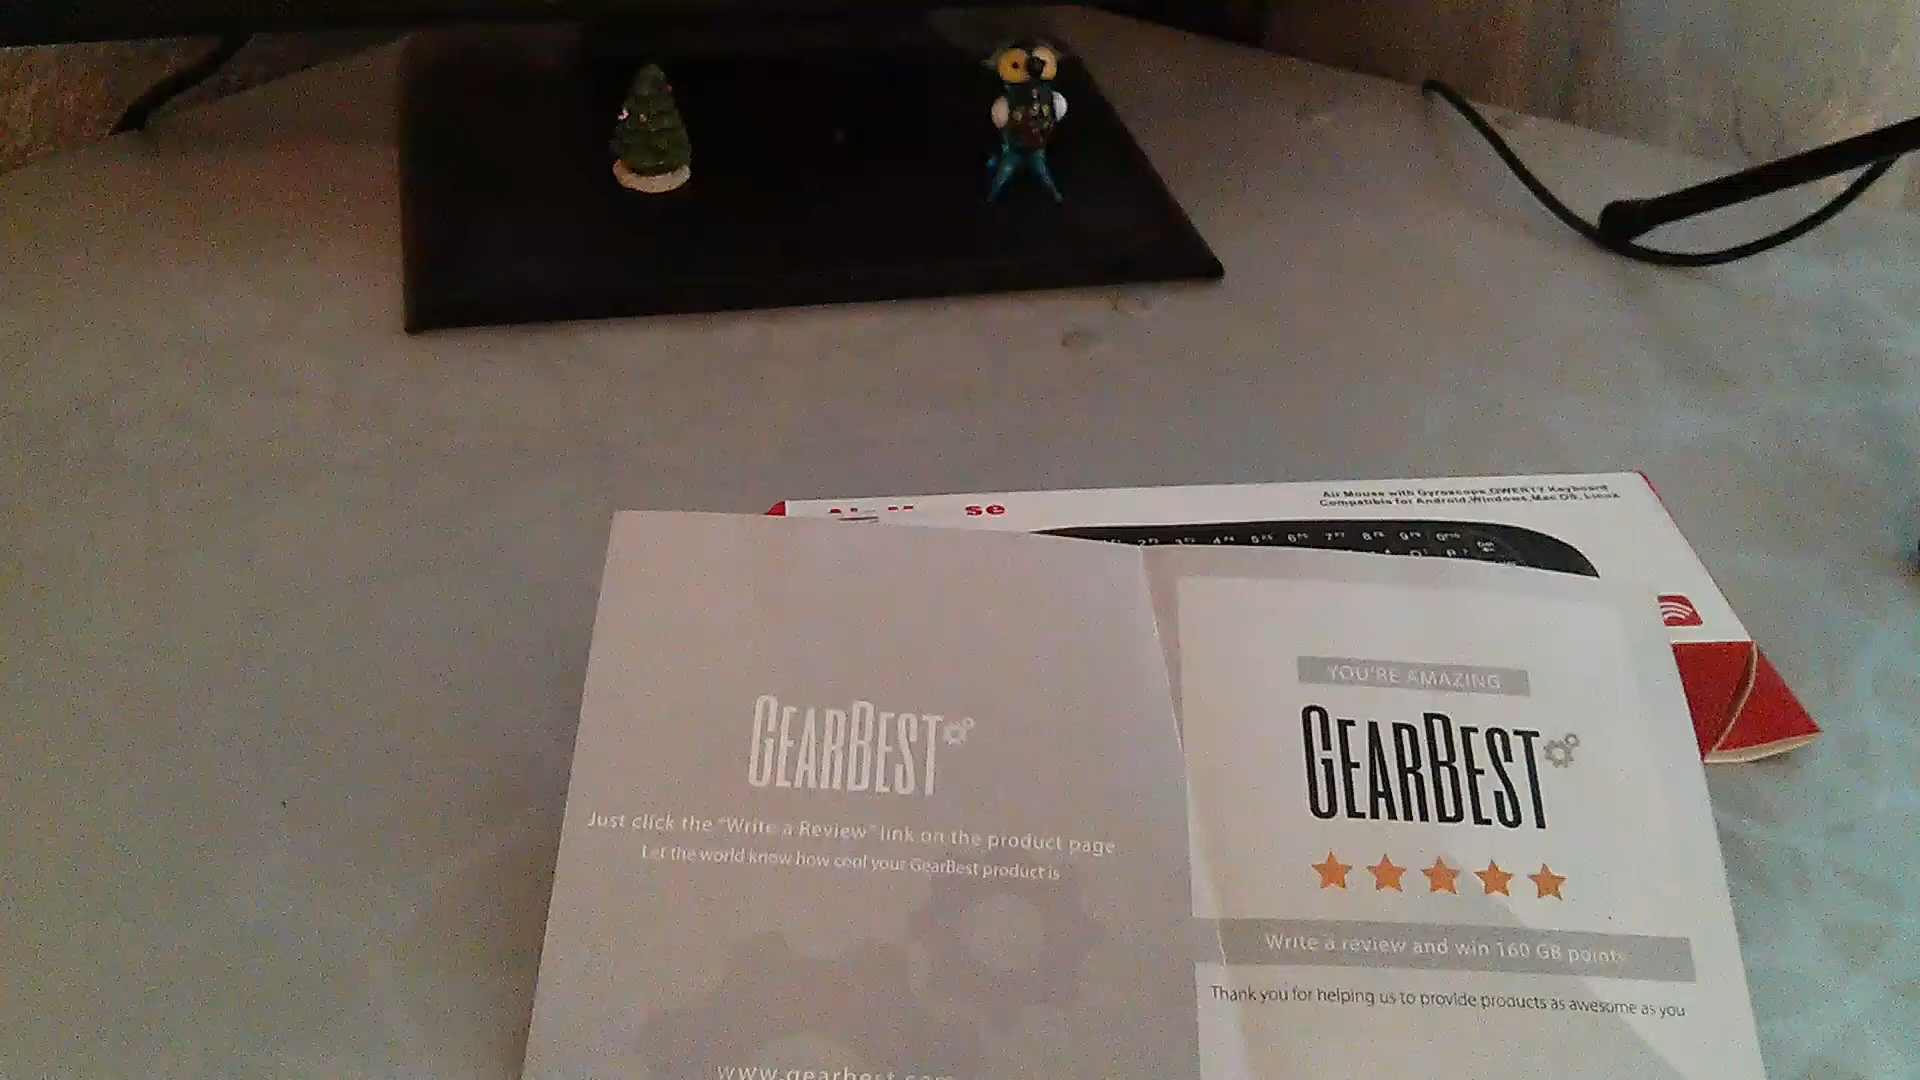 Air Mouse with Gyroscope, QWERTY Keyboard
Compatible for Android, Windows, Mac OS, Linux
GEARBEST
Just click the "Write a Review" link on the product page
Let the world know how cool your GearBest product is
www.gearbest.com
YOU'RE AMAZING
GEARBEST
Write a review and win 160 GB points
Thank you for helping us to provide products as awesome as you